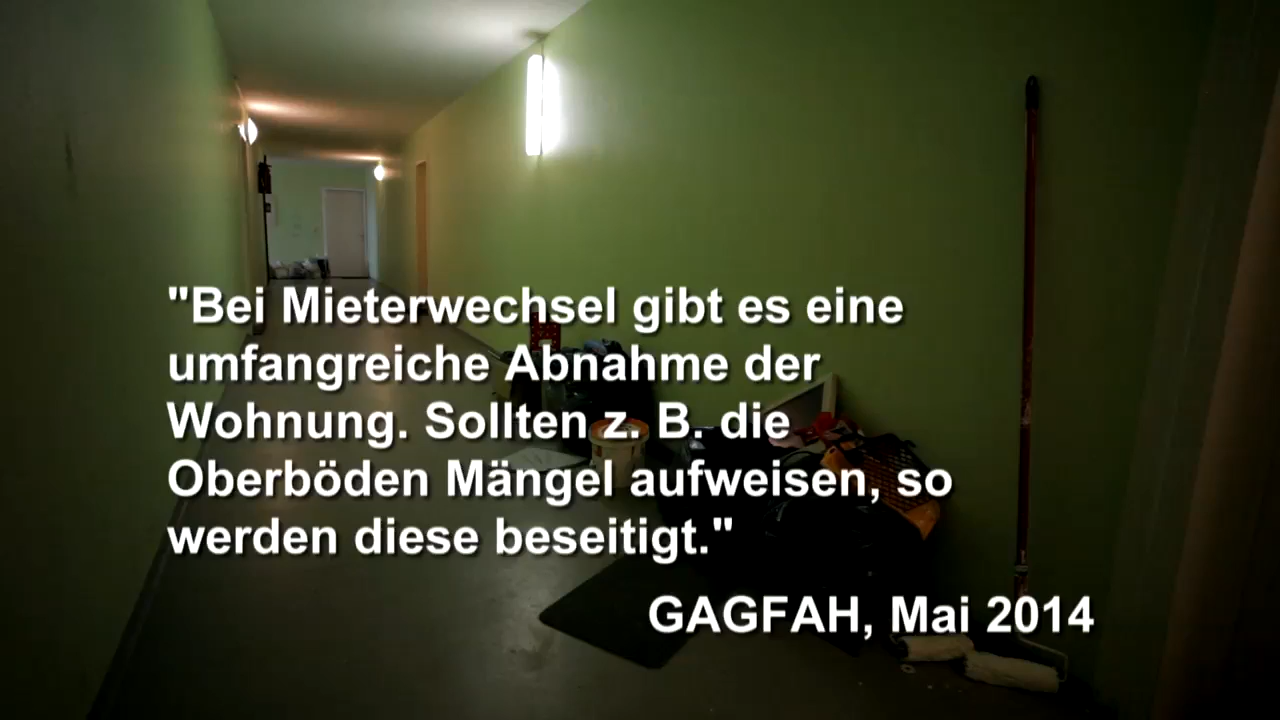 "Bei Mieterwechsel gibt es eine
umfangreiche Abnahme der
Wohnung. Sollten z. B. die
Oberböden Mängel aufweisen, so
werden diese beseitigt."
GAGFAH, Mai 2014